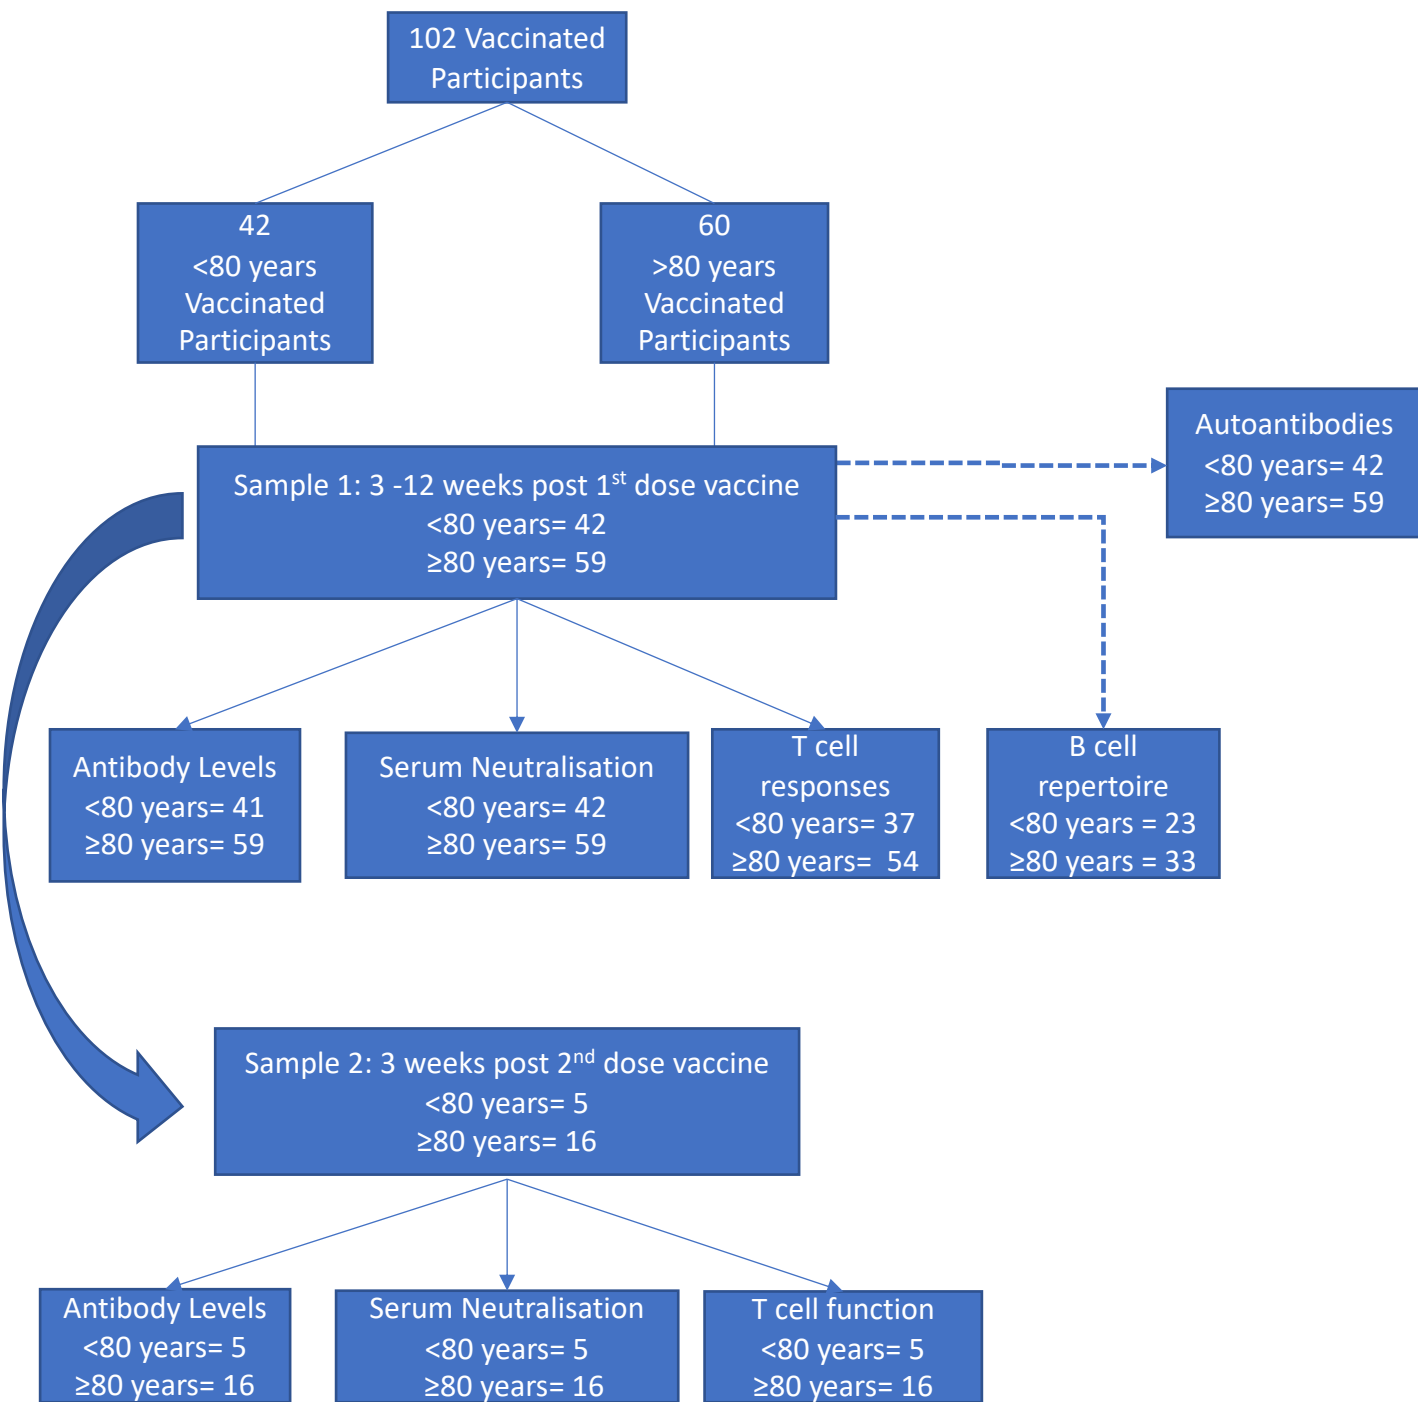 102 Vaccinated
Participants
42
<80 years
Vaccinated
Participants
60
>80 years
Vaccinated
Participants
Autoantibodies
<80 years= 42
≥80 years= 59
Sample 1: 3 -12 weeks post 1st dose vaccine
<80 years= 42
≥80 years= 59
Antibody Levels
<80 years= 41
≥80 years= 59
Serum Neutralisation
<80 years= 42
≥80 years= 59
T cell
responses
<80 years= 37
≥80 years=  54
B cell
repertoire
<80 years = 23
≥80 years = 33
Sample 2: 3 weeks post 2nd dose vaccine
<80 years= 5
≥80 years= 16
Antibody Levels
<80 years= 5
≥80 years= 16
Serum Neutralisation
<80 years= 5
≥80 years= 16
T cell function
<80 years= 5
≥80 years= 16